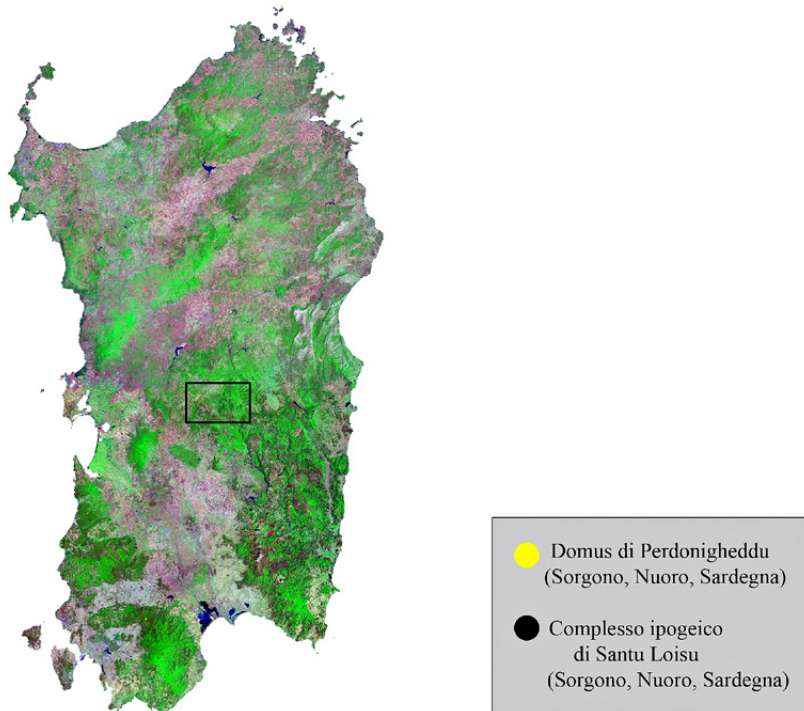 Domus di Perdonigheddu
(Sorgono, Nuoro, Sardegna)
Complesso ipogeico
di Santu Loisu
(Sorgono, Nuoro, Sardegna)